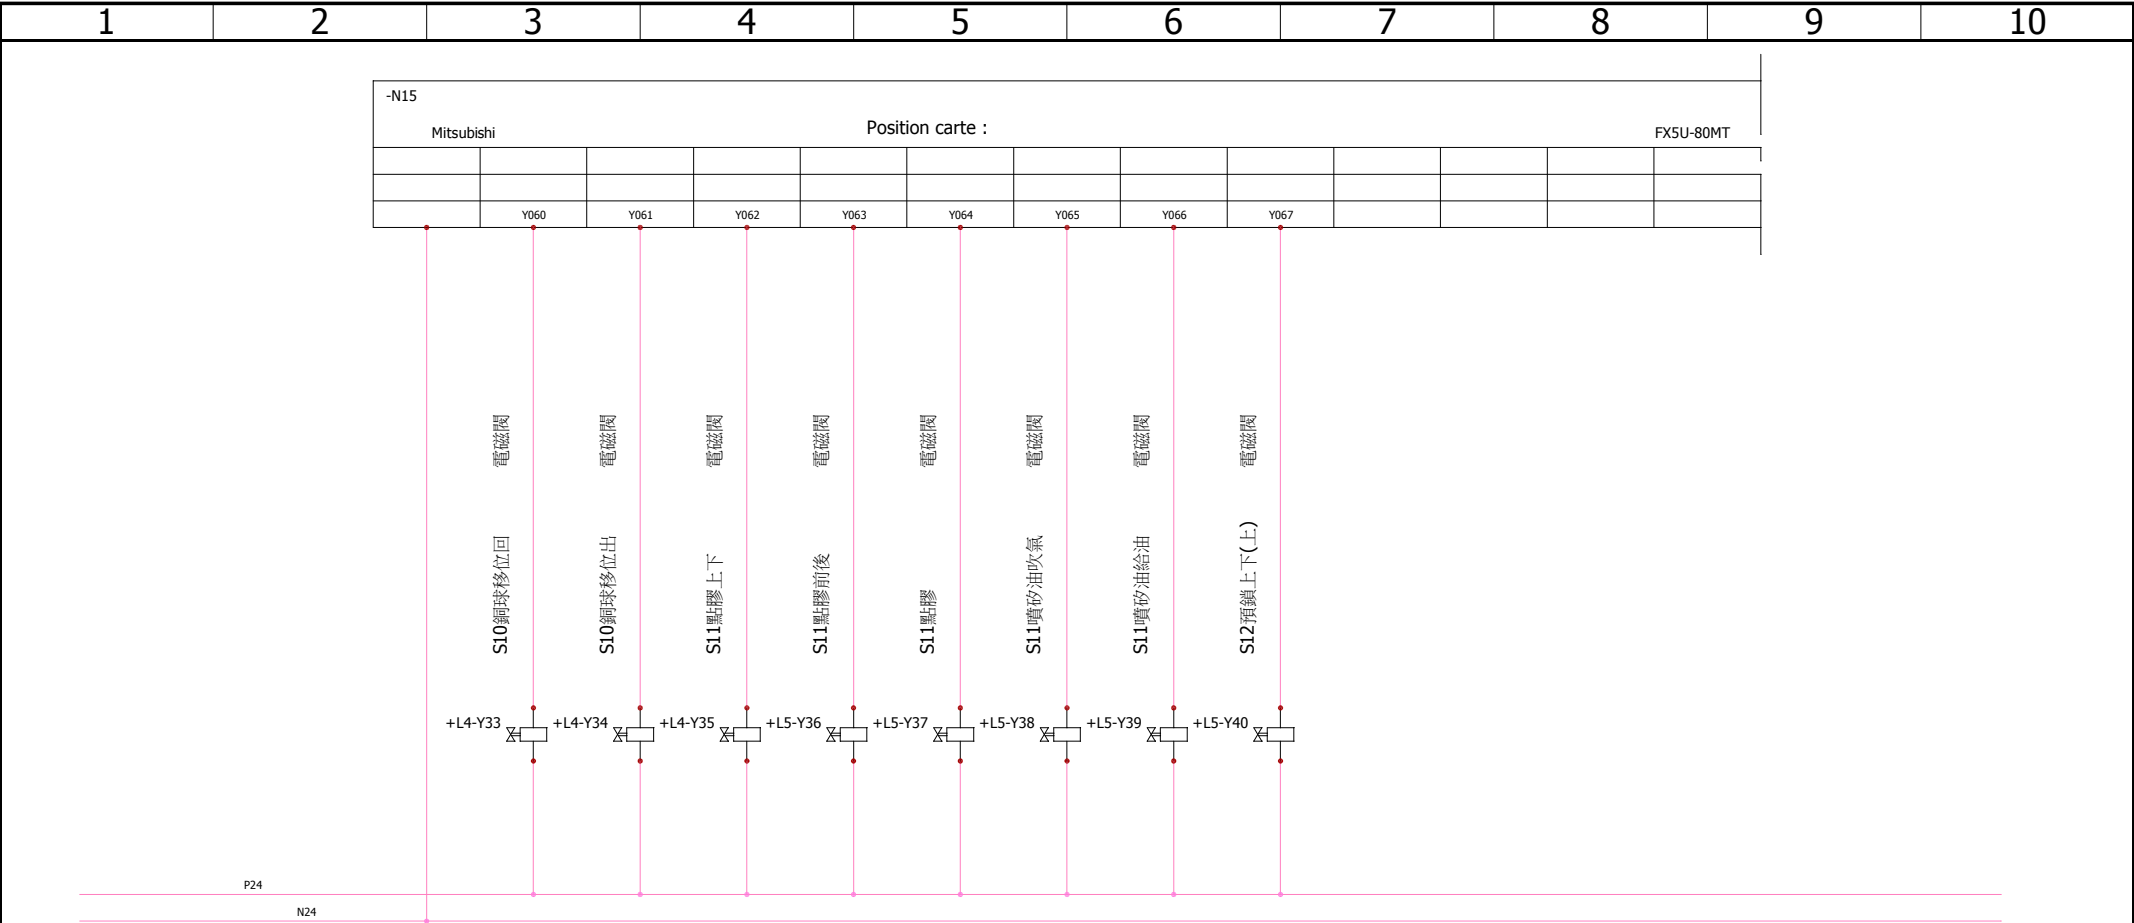 1 2 3 4 5 6 7 8 9 10
-N15
Mitsubishi Position carte : FX5U-80MT
Y060 Y061 Y062 Y063 Y064 Y065 Y066 Y067
S10銅球移位回 電磁閥
S10銅球移位出 電磁閥
S11點膠上下 電磁閥
S11點膠前後 電磁閥
S11點膠 電磁閥
S11噴矽油吹氣 電磁閥
S11噴矽油給油 電磁閥
S12預鎖上下(上) 電磁閥
+L4-Y33 +L4-Y34 +L4-Y35 +L5-Y36 +L5-Y37 +L5-Y38 +L5-Y39 +L5-Y40
P24
N24